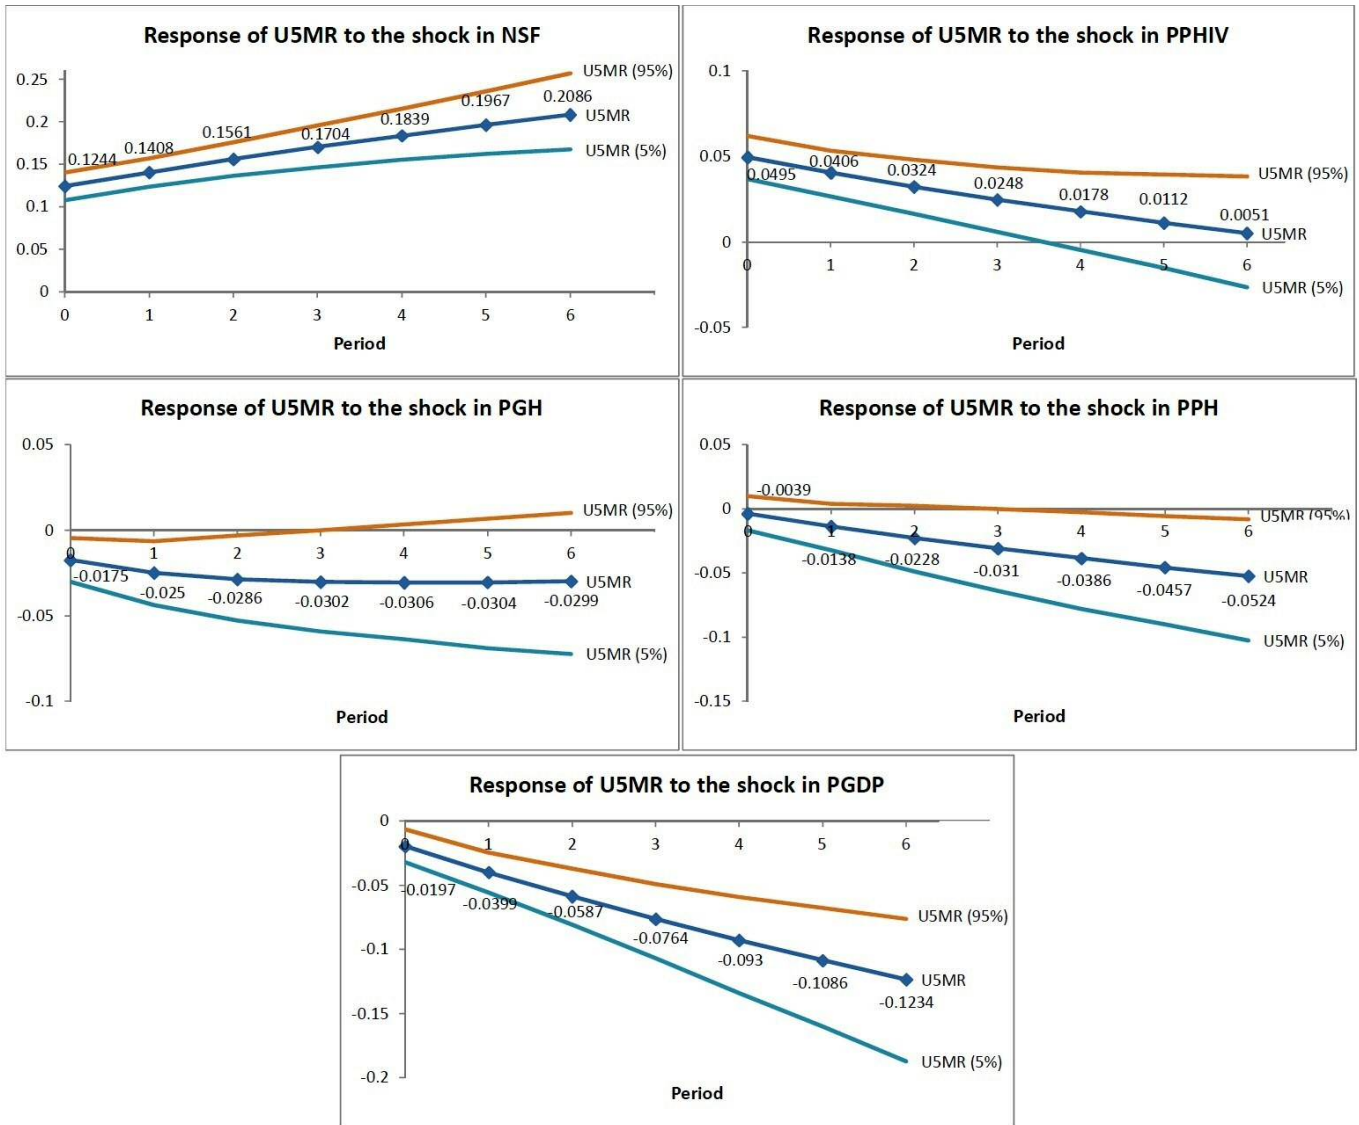 Response of U5MR to the shock in NSF
0.25
0.2
0.15
0.1
0.05
0
0.1244
0.1408
0.1561
0.1704
0.1839
0.1967
0.2086
U5MR (95%)
U5MR
U5MR (5%)
0 1 2 3 4 5 6
Period
Response of U5MR to the shock in PPHIV
0.1
0.05
0
-0.05
0.0495
0.0406
0.0324
0.0248
0.0178
0.0112
0.0051
U5MR (95%)
U5MR
U5MR (5%)
0 1 2 3 4 5 6
Period
Response of U5MR to the shock in PGH
0.05
0
-0.05
-0.1
-0.0175
-0.025
-0.0286
-0.0302
-0.0306
-0.0304
-0.0299
U5MR (95%)
U5MR
U5MR (5%)
0 1 2 3 4 5 6
Period
Response of U5MR to the shock in PPH
0.05
0
-0.05
-0.1
-0.15
-0.0039
-0.0138
-0.0228
-0.031
-0.0386
-0.0457
-0.0524
U5MR (95%)
U5MR
U5MR (5%)
0 1 2 3 4 5 6
Period
Response of U5MR to the shock in PGDP
0
-0.05
-0.1
-0.15
-0.2
0 1 2 3 4 5 6
-0.0197
-0.0399
-0.0587
-0.0764
-0.093
-0.1086
-0.1234
U5MR (95%)
U5MR
U5MR (5%)
Period